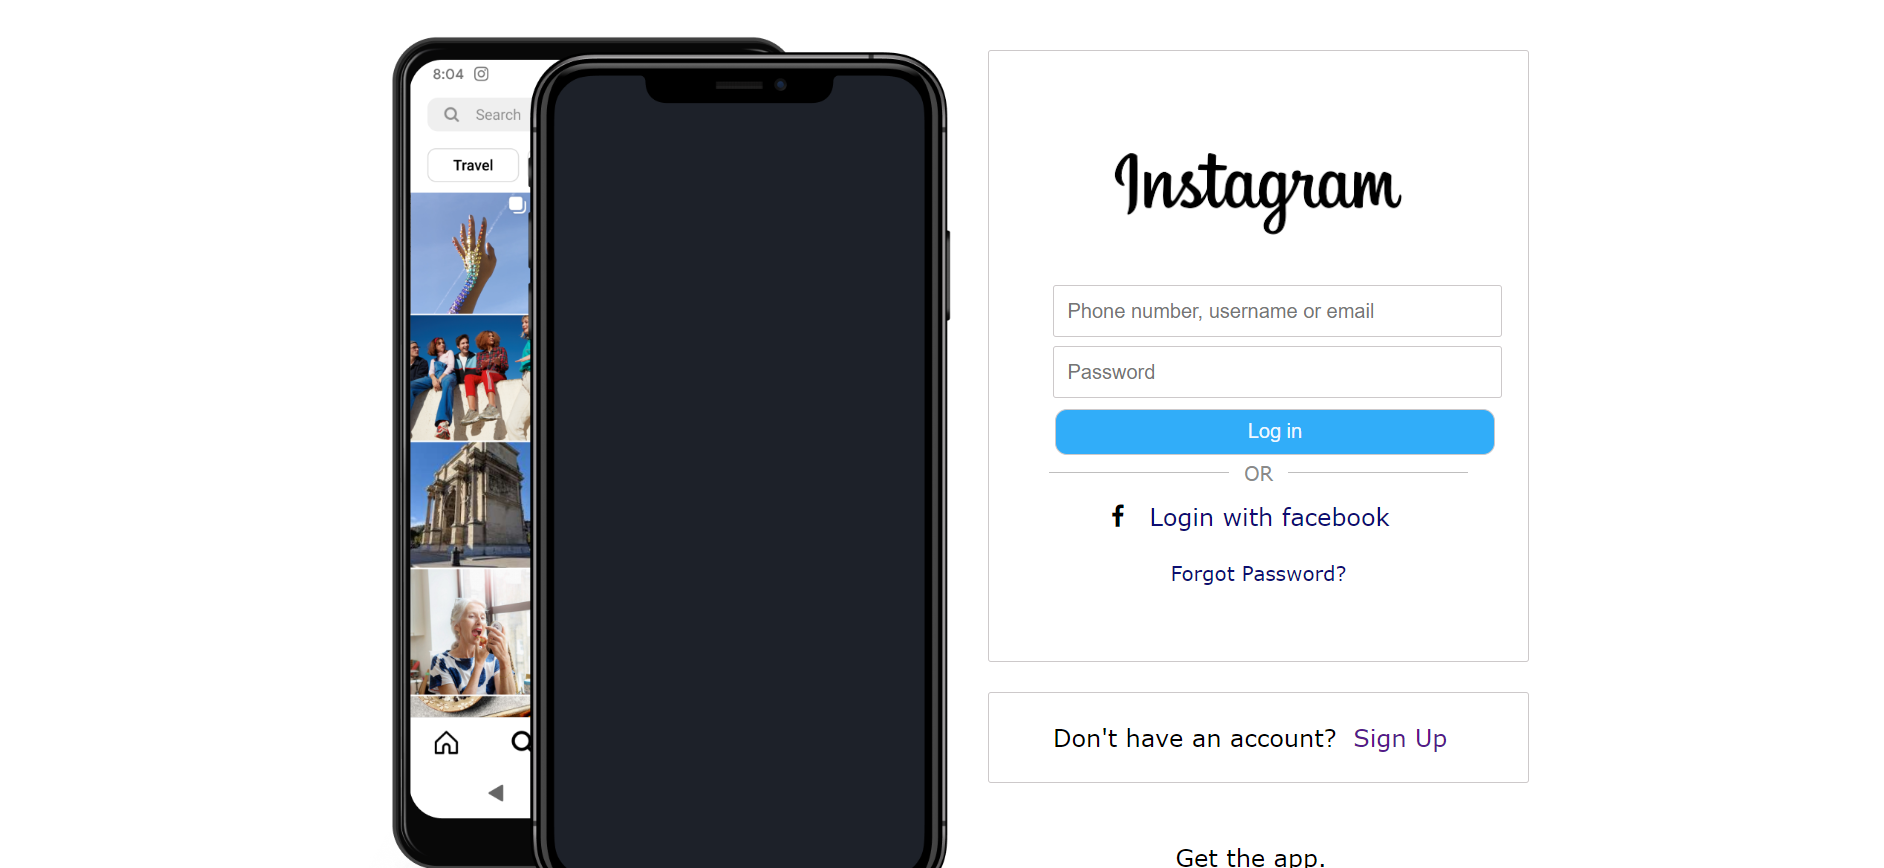 8:04
Search
Travel
Instagram
Phone number, username or email
Password
Log in
OR
Login with facebook
Forgot Password?
Don't have an account? Sign Up
Get the app.